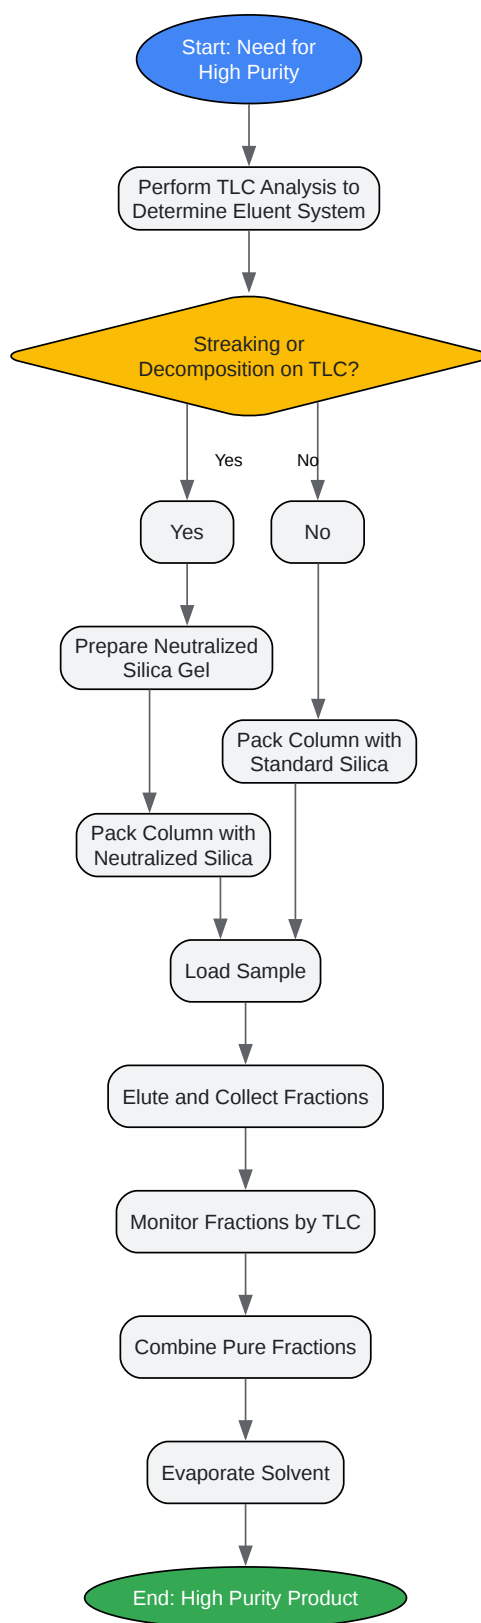 Start: Need for
High Purity
Perform TLC Analysis to
Determine Eluent System
Streaking or
Decomposition on TLC?
Yes
No
Yes
No
Prepare Neutralized
Silica Gel
Pack Column with
Standard Silica
Pack Column with
Neutralized Silica
Load Sample
Elute and Collect Fractions
Monitor Fractions by TLC
Combine Pure Fractions
Evaporate Solvent
End: High Purity Product